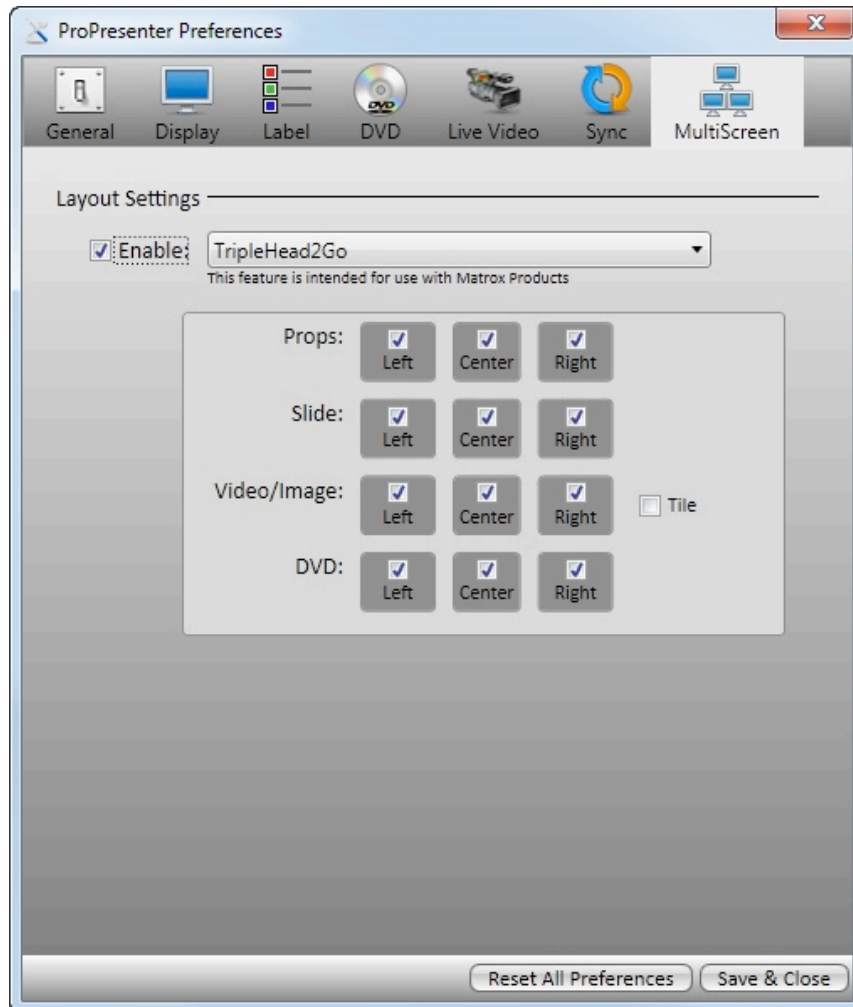 ProPresenter Preferences
General Display Label DVD Live Video Sync MultiScreen
Layout Settings
Enable: TripleHead2Go
This feature is intended for use with Matrox Products
Props: Left Center Right
Slide: Left Center Right
Video/Image: Left Center Right Tile
DVD: Left Center Right
Reset All Preferences Save & Close